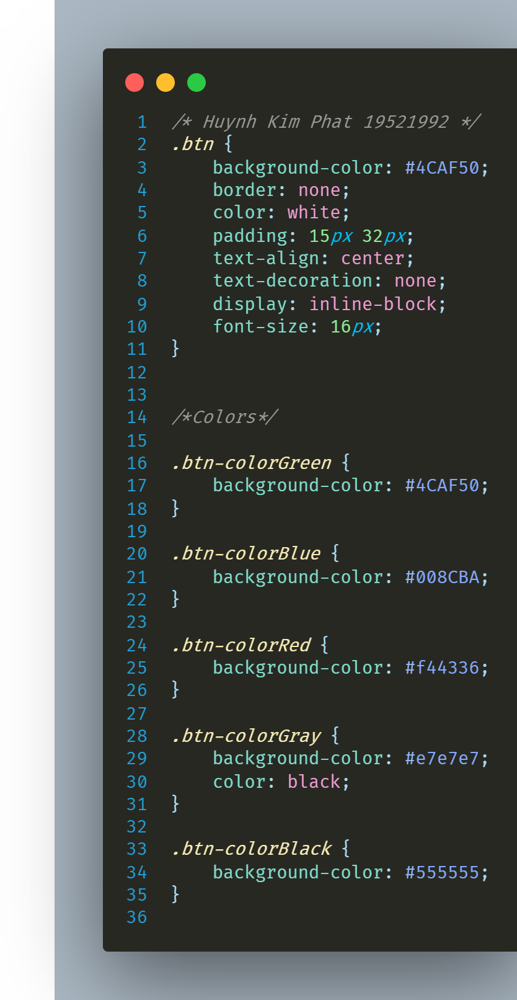 1 /* Huynh Kim Phat 19521992 */
2 .btn {
3     background-color: #4CAF50;
4     border: none;
5     color: white;
6     padding: 15px 32px;
7     text-align: center;
8     text-decoration: none;
9     display: inline-block;
10     font-size: 16px;
11 }
12
13
14 /*Colors*/
15
16 .btn-colorGreen {
17     background-color: #4CAF50;
18 }
19
20 .btn-colorBlue {
21     background-color: #008CBA;
22 }
23
24 .btn-colorRed {
25     background-color: #f44336;
26 }
27
28 .btn-colorGray {
29     background-color: #e7e7e7;
30     color: black;
31 }
32
33 .btn-colorBlack {
34     background-color: #555555;
35 }
36